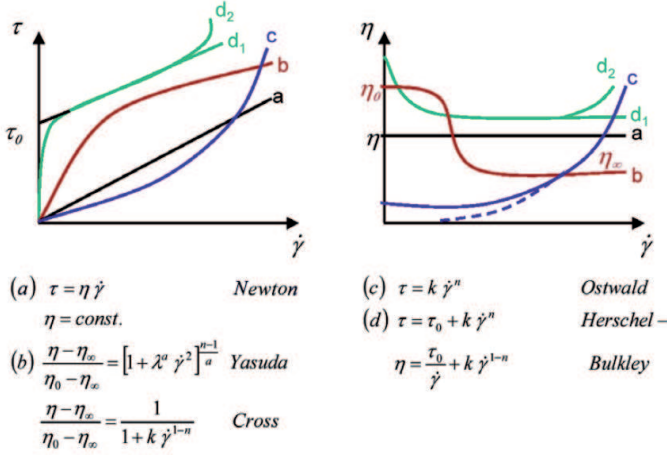 τ
d₂
d₁
c
b
a
τ₀
γ̇
η
η₀
d₂
c
d₁
η
a
η∞
b
γ̇
(a) τ = η γ̇ Newton
η = const.
(b) (η − η∞)/(η₀ − η∞) = [1 + λᵃ γ̇²]^((n−1)/a) Yasuda
(η − η∞)/(η₀ − η∞) = 1/(1 + k γ̇¹⁻ⁿ) Cross
(c) τ = k γ̇ⁿ Ostwald
(d) τ = τ₀ + k γ̇ⁿ Herschel –
η = τ₀/γ̇ + k γ̇¹⁻ⁿ Bulkley